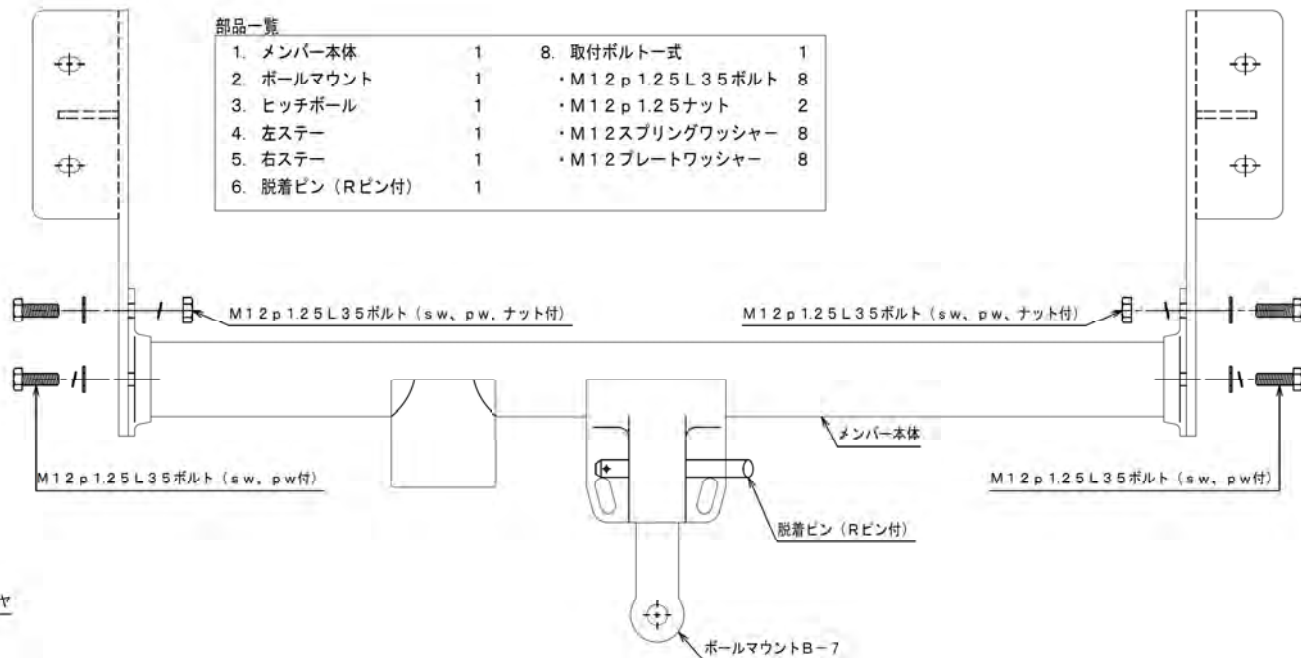 部品一覧
1. メンバー本体 1
2. ボールマウント 1
3. ヒッチボール 1
4. 左ステー 1
5. 右ステー 1
6. 脱着ピン（Rピン付） 1
8. 取付ボルト一式 1
・M12p1.25L35ボルト 8
・M12p1.25ナット 2
・M12スプリングワッシャー 8
・M12プレートワッシャー 8
M12p1.25L35ボルト（sw、pw、ナット付）
M12p1.25L35ボルト（sw、pw、ナット付）
メンバー本体
M12p1.25L35ボルト（sw、pw付）
M12p1.25L35ボルト（sw、pw付）
脱着ピン（Rピン付）
ヤ
ボールマウントB-7